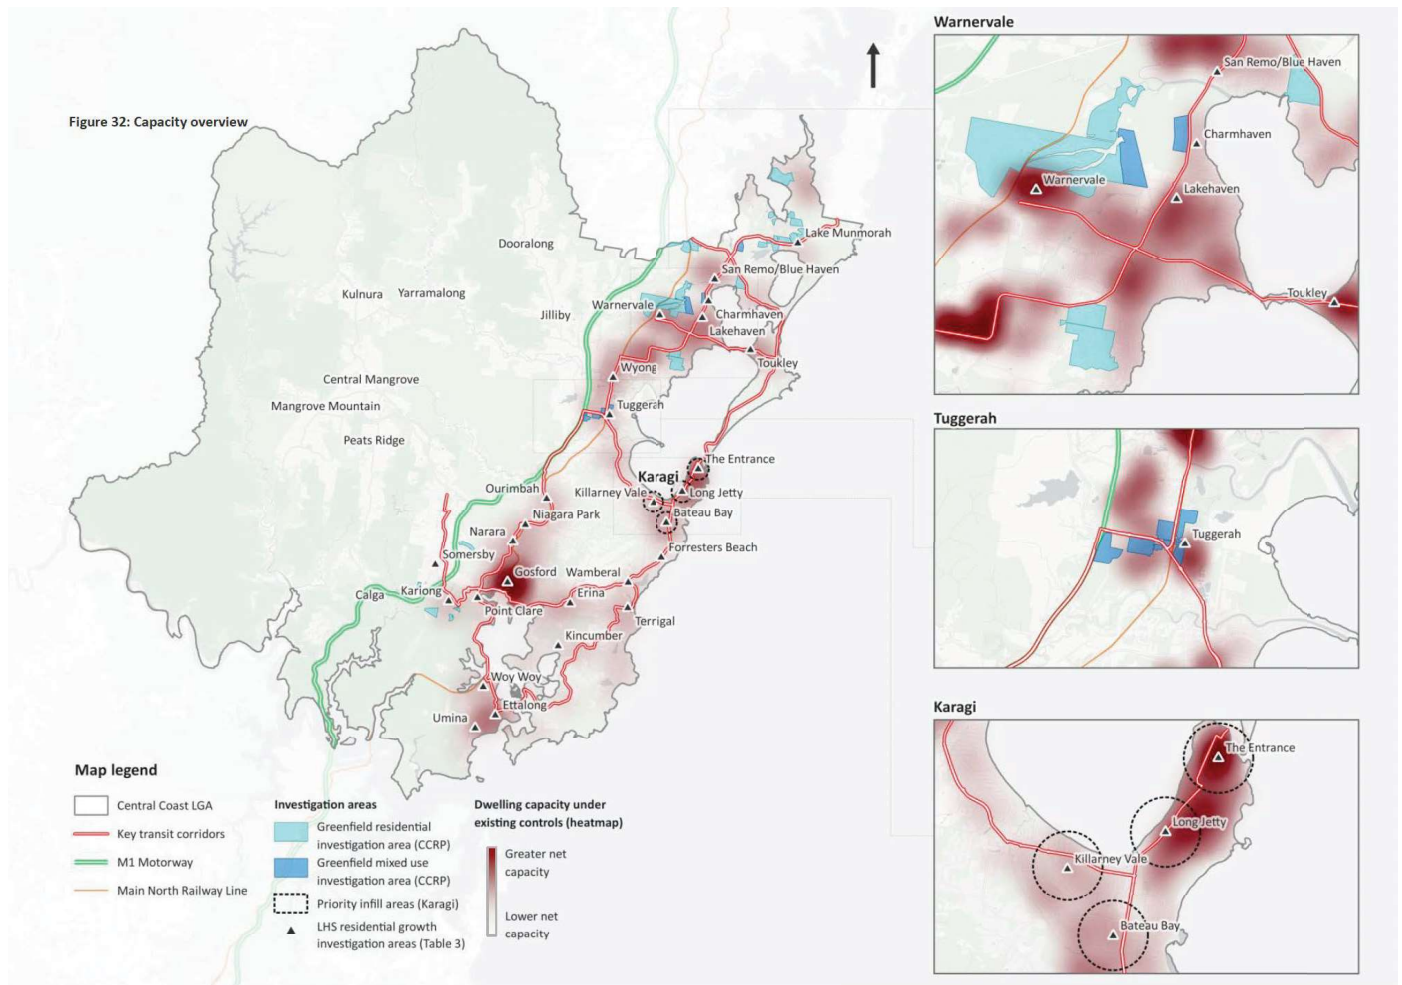 Figure 32: Capacity overview
Dooralong
Kulnura
Yarramalong
Jilliby
Central Mangrove
Mangrove Mountain
Peats Ridge
Lake Munmorah
San Remo/Blue Haven
Warnervale
Charmhaven
Lakehaven
Toukley
Wyong
Tuggerah
The Entrance
Karagi
Killarney Vale
Long Jetty
Bateau Bay
Ourimbah
Niagara Park
Narara
Forresters Beach
Somersby
Gosford
Wamberal
Calga
Kariong
Point Clare
Erina
Terrigal
Kincumber
Woy Woy
Ettalong
Umina
Map legend
Central Coast LGA
Key transit corridors
M1 Motorway
Main North Railway Line
Investigation areas
Greenfield residential
investigation area (CCRP)
Greenfield mixed use
investigation area (CCRP)
Priority infill areas (Karagi)
LHS residential growth
investigation areas (Table 3)
Dwelling capacity under
existing controls (heatmap)
Greater net
capacity
Lower net
capacity
Warnervale
San Remo/Blue Haven
Charmhaven
Warnervale
Lakehaven
Toukley
Tuggerah
Tuggerah
Karagi
The Entrance
Long Jetty
Killarney Vale
Bateau Bay